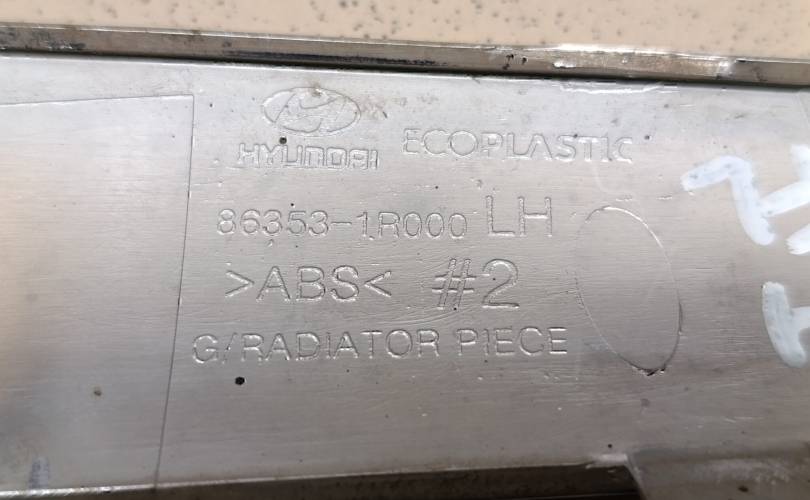 HYUNDAI ECOPLASTIC
86353-1R000 LH
>ABS< #2
G/RADIATOR PIECE